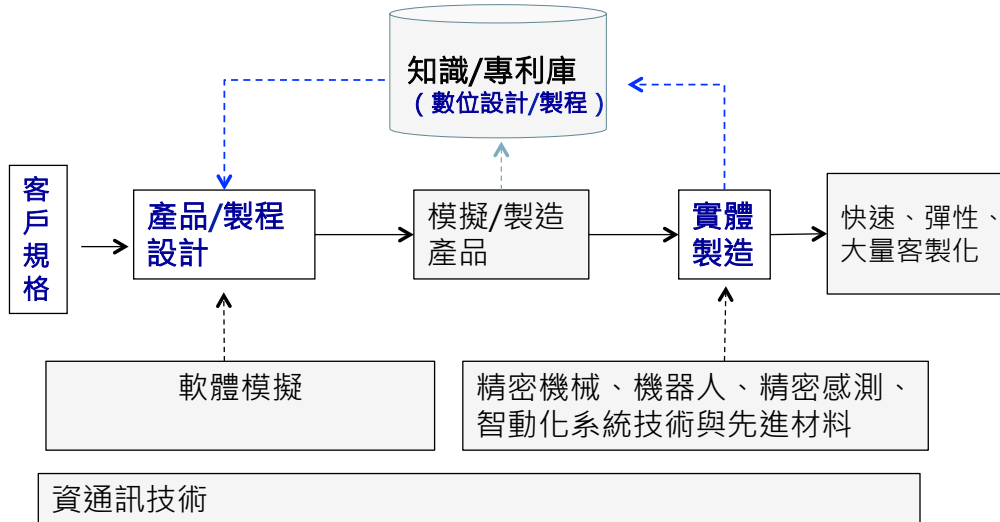 知識/專利庫
(數位設計/製程)
客
戶
規
格
產品/製程
設計
模擬/製造
產品
實體
製造
快速、彈性、
大量客製化
軟體模擬
精密機械、機器人、精密感測、
智動化系統技術與先進材料
資通訊技術